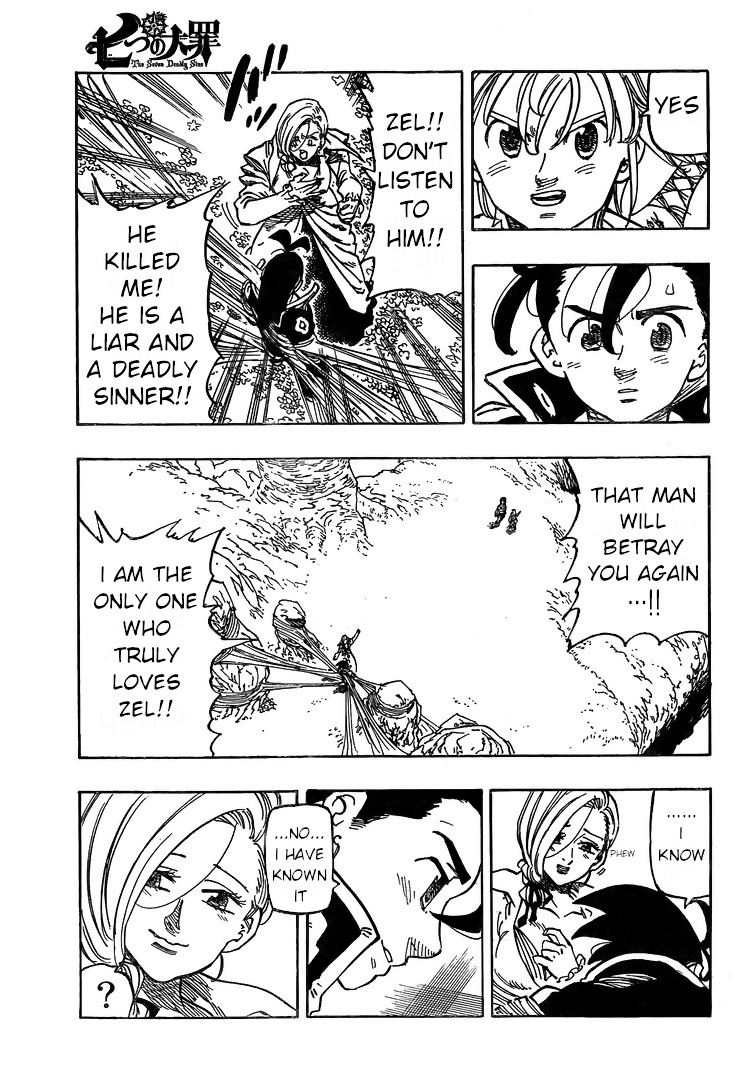 七つの大罪
The Seven Deadly Sins
YES
ZEL!!
DON'T
LISTEN
TO
HIM!!
HE
KILLED
ME!
HE IS A
LIAR AND
A DEADLY
SINNER!!
THAT MAN
WILL
BETRAY
YOU AGAIN
...!!
I AM THE
ONLY ONE
WHO
TRULY
LOVES
ZEL!!
......
I
KNOW
PHEW
...NO...
I HAVE
KNOWN
IT
?